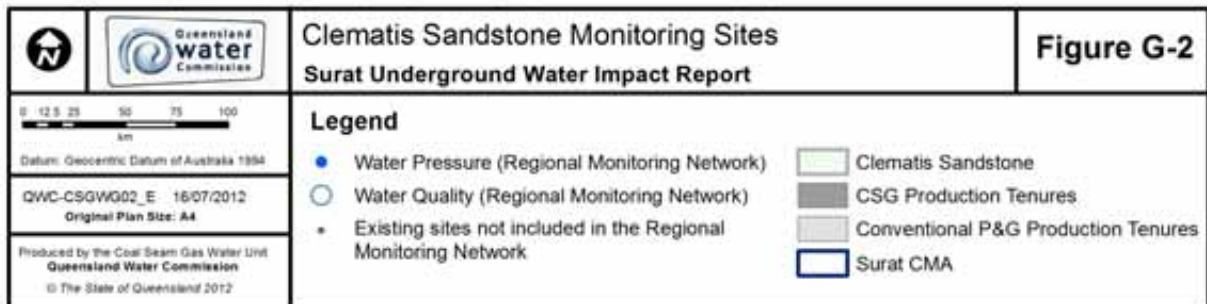 N
Queensland
water
Commission
Clematis Sandstone Monitoring Sites
Surat Underground Water Impact Report
Figure G-2
0 12.5 25 50 75 100
km
Datum: Geocentric Datum of Australia 1994
QWC-CSGWG02_E 16/07/2012
Original Plan Size: A4
Produced by the Coal Seam Gas Water Unit
Queensland Water Commission
© The State of Queensland 2012
Legend
Water Pressure (Regional Monitoring Network)
Water Quality (Regional Monitoring Network)
Existing sites not included in the Regional
Monitoring Network
Clematis Sandstone
CSG Production Tenures
Conventional P&G Production Tenures
Surat CMA